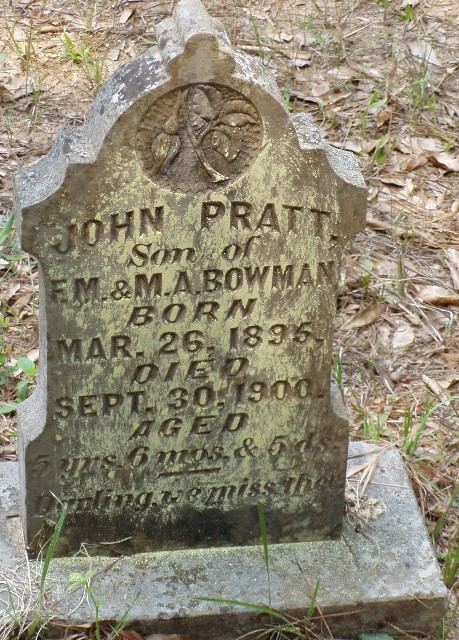 JOHN PRATT,
Son of
F.M. & M.A. BOWMAN
BORN
MAR. 26, 1895.
DIED
SEPT. 30, 1900.
AGED
5 yrs. 6 mos. & 5 ds.
Darling, we miss thee